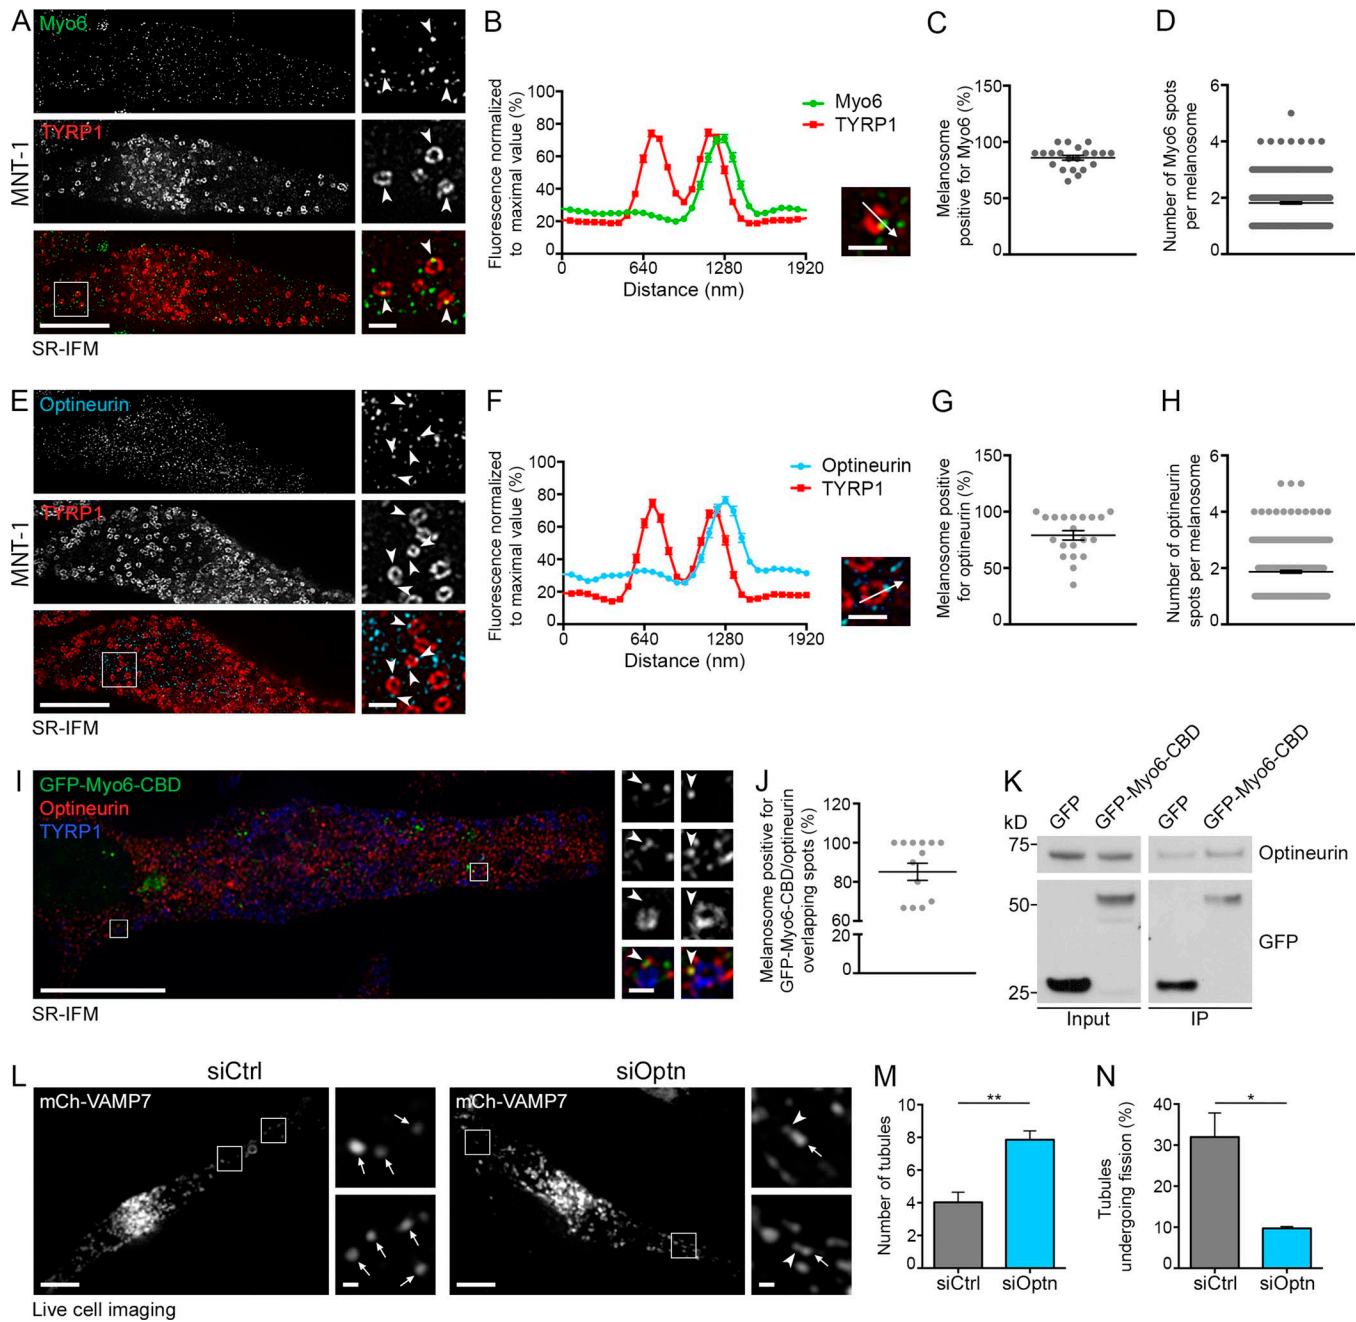 A
Myo6
TYRP1
MNT-1
SR-IFM
B
Fluorescence normalized
to maximal value (%)
100
80
60
40
20
0
0 640 1280 1920
Distance (nm)
Myo6
TYRP1
C
Melanosome
positive for Myo6 (%)
150
100
50
0
D
Number of Myo6 spots
per melanosome
6
4
2
0
E
Optineurin
TYRP1
MNT-1
SR-IFM
F
Fluorescence normalized
to maximal value (%)
100
80
60
40
20
0
0 640 1280 1920
Distance (nm)
Optineurin
TYRP1
G
Melanosome positive
for optineurin (%)
150
100
50
0
H
Number of optineurin
spots per melanosome
6
4
2
0
I
GFP-Myo6-CBD
Optineurin
TYRP1
SR-IFM
J
Melanosome positive for
GFP-Myo6-CBD/optineurin
overlapping spots (%)
120
100
80
60
20
0
K
GFP
GFP-Myo6-CBD
GFP
GFP-Myo6-CBD
kD
75
50
25
Optineurin
GFP
Input IP
L
siCtrl siOptn
mCh-VAMP7 mCh-VAMP7
Live cell imaging
M
Number of tubules
10
8
6
4
2
0
**
siCtrl siOptn
N
Tubules
undergoing fission (%)
40
30
20
10
0
*
siCtrl siOptn